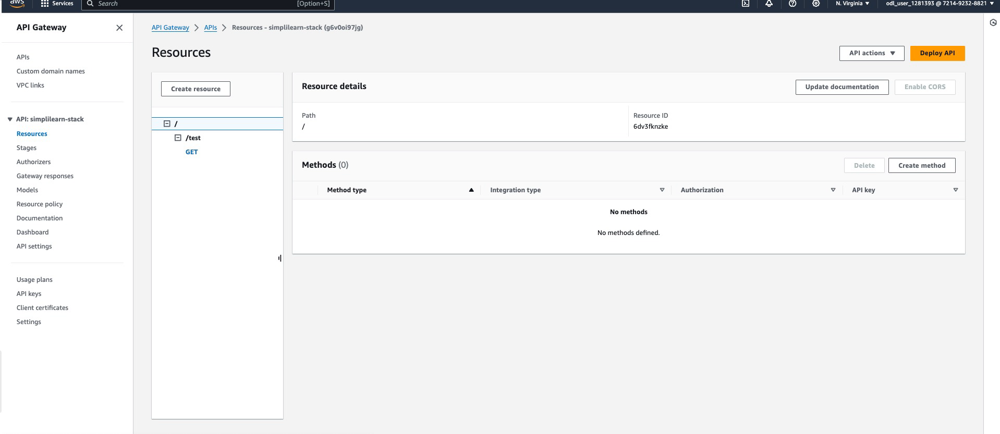 aws
Services
Search
[Option+S]
N. Virginia
odl_user_1281393 @ 7214-9232-8821
API Gateway
APIs
Custom domain names
VPC links
API: simplilearn-stack
Resources
Stages
Authorizers
Gateway responses
Models
Resource policy
Documentation
Dashboard
API settings
Usage plans
API keys
Client certificates
Settings
API Gateway > APIs > Resources - simplilearn-stack (g6v0oi97jg)
Resources
API actions
Deploy API
Create resource
/
/test
GET
Resource details
Update documentation
Enable CORS
Path
/
Resource ID
6dv3fknzke
Methods (0)
Delete
Create method
Method type
Integration type
Authorization
API key
No methods
No methods defined.